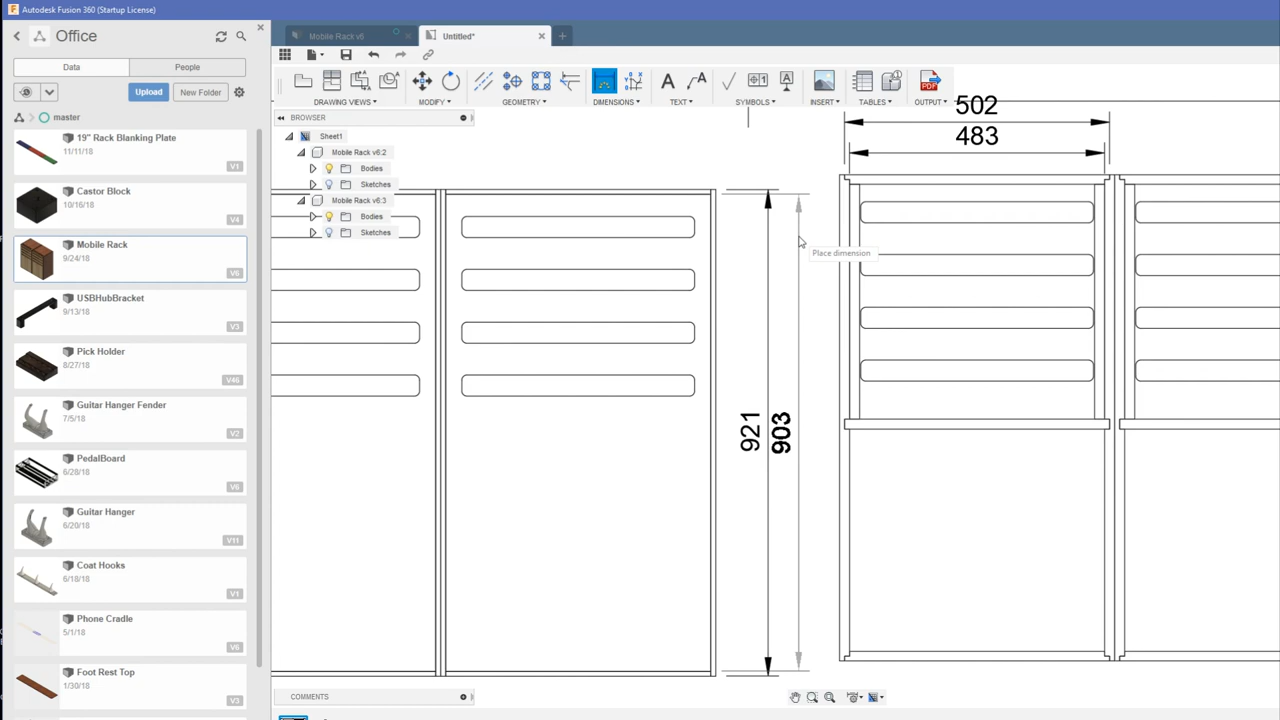 Autodesk Fusion 360 (Startup License)
Office
Data
People
Upload
New Folder
master
19" Rack Blanking Plate
11/11/18
V1
Castor Block
10/16/18
V4
Mobile Rack
9/24/18
V6
USBHubBracket
9/13/18
V3
Pick Holder
8/27/18
V46
Guitar Hanger Fender
7/5/18
V2
PedalBoard
6/28/18
V6
Guitar Hanger
6/20/18
V11
Coat Hooks
6/18/18
V1
Phone Cradle
5/1/18
V6
Foot Rest Top
1/30/18
V3
Mobile Rack v6
Untitled*
DRAWING VIEWS
MODIFY
GEOMETRY
DIMENSIONS
TEXT
SYMBOLS
INSERT
TABLES
PDF
OUTPUT
BROWSER
Sheet1
Mobile Rack v6:2
Bodies
Sketches
Mobile Rack v6:3
Bodies
Sketches
502
483
Place dimension
921
903
COMMENTS